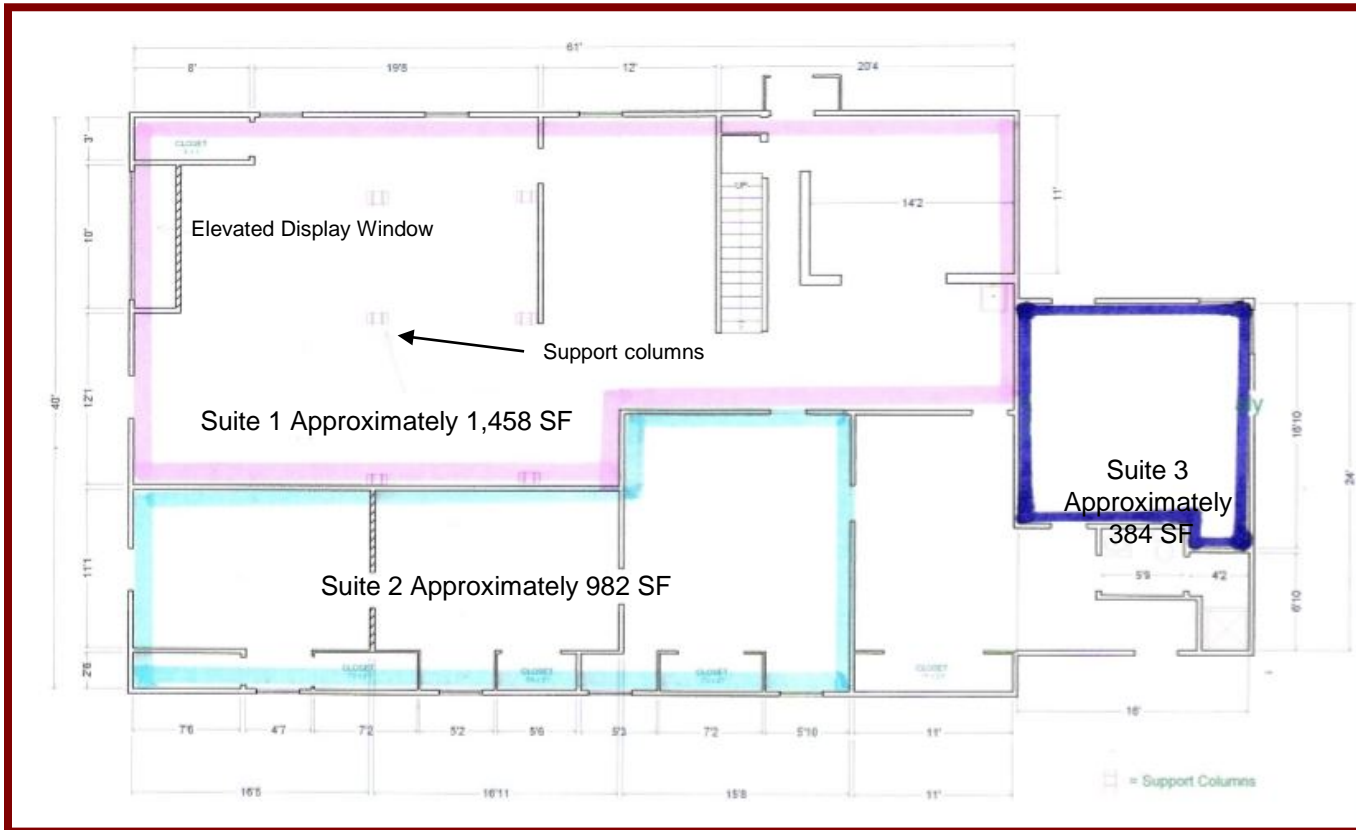 61'
8'
19'8
12'
20'4
3'
CLOSET
UP
11'
14'2
10'
Elevated Display Window
Support columns
12'1
40'
Suite 1 Approximately 1,458 SF
16'10
24'
Suite 3
Approximately
384 SF
11'1
Suite 2 Approximately 982 SF
5'9
4'2
6'10
2'6
CLOSET
CLOSET
CLOSET
CLOSET
7'6
4'7
7'2
5'2
5'6
5'3
7'2
5'10
11'
16'
16'5
16'11
15'8
11'
= Support Columns